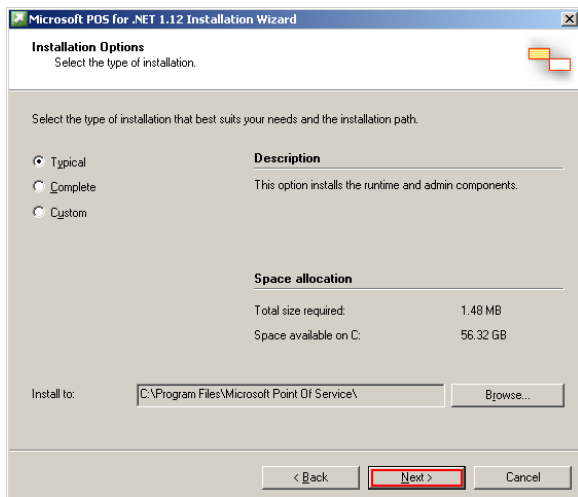 Microsoft POS for .NET 1.12 Installation Wizard
Installation Options
Select the type of installation.
Select the type of installation that best suits your needs and the installation path.
Typical
Complete
Custom
Description
This option installs the runtime and admin components.
Space allocation
Total size required: 1.48 MB
Space available on C: 56.32 GB
Install to: C:\Program Files\Microsoft Point Of Service\ Browse...
< Back Next > Cancel